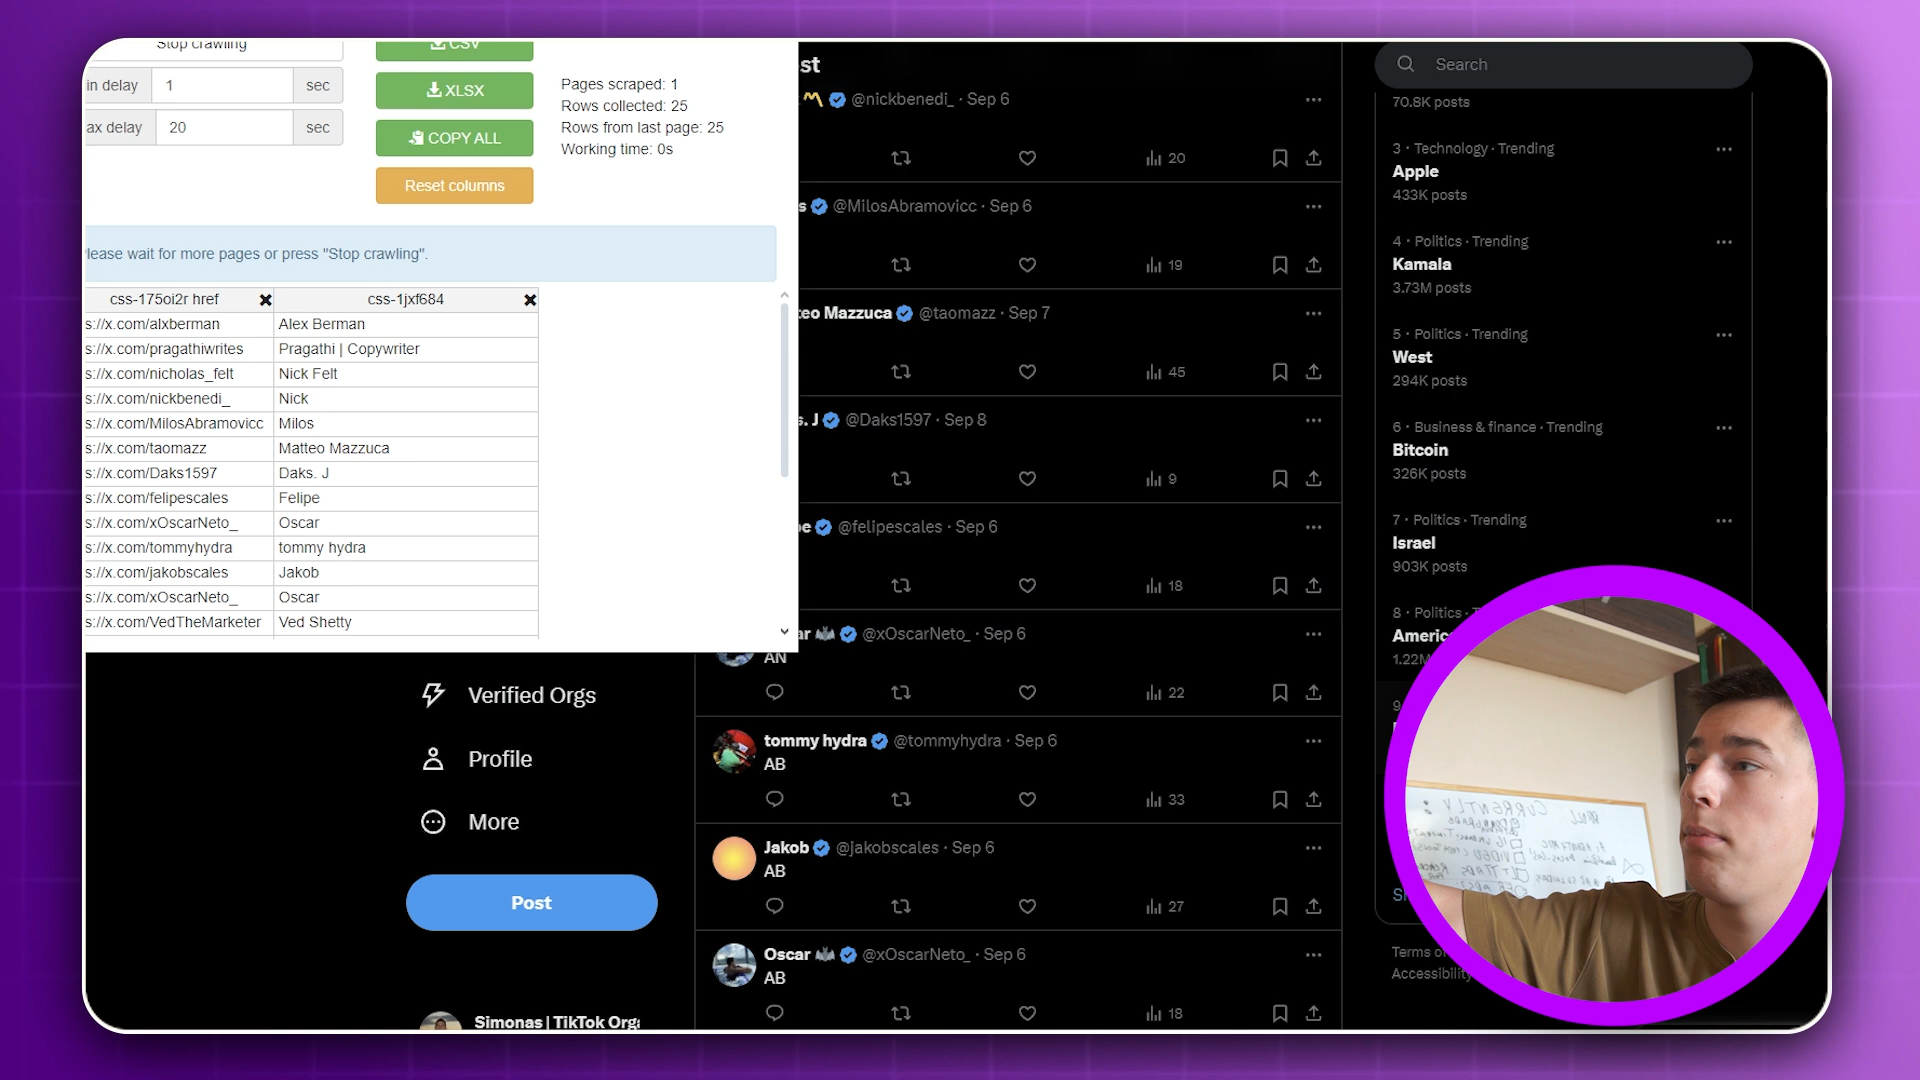 Stop crawling
CSV
in delay 1 sec
XLSX
ax delay 20 sec
COPY ALL
Reset columns
Pages scraped: 1
Rows collected: 25
Rows from last page: 25
Working time: 0s
lease wait for more pages or press "Stop crawling".
css-175oi2r href css-1jxf684
s://x.com/alxberman Alex Berman
s://x.com/pragathiwrites Pragathi | Copywriter
s://x.com/nicholas_felt Nick Felt
s://x.com/nickbenedi_ Nick
s://x.com/MilosAbramovicc Milos
s://x.com/taomazz Matteo Mazzuca
s://x.com/Daks1597 Daks. J
s://x.com/felipescales Felipe
s://x.com/xOscarNeto_ Oscar
s://x.com/tommyhydra tommy hydra
s://x.com/jakobscales Jakob
s://x.com/xOscarNeto_ Oscar
s://x.com/VedTheMarketer Ved Shetty
Verified Orgs
Profile
More
Post
Simonas | TikTok Orga
st
@nickbenedi_ · Sep 6
20
s @MilosAbramovicc · Sep 6
19
eo Mazzuca @taomazz · Sep 7
45
s. J @Daks1597 · Sep 8
9
e @felipescales · Sep 6
18
ar @xOscarNeto_ · Sep 6
AN
22
tommy hydra @tommyhydra · Sep 6
AB
33
Jakob @jakobscales · Sep 6
AB
27
Oscar @xOscarNeto_ · Sep 6
AB
18
Search
70.8K posts
3 · Technology · Trending
Apple
433K posts
4 · Politics · Trending
Kamala
3.73M posts
5 · Politics · Trending
West
294K posts
6 · Business & finance · Trending
Bitcoin
326K posts
7 · Politics · Trending
Israel
903K posts
8 · Politics · T
Americ
1.22M
9
Terms of
Accessibility
CURRENTLY